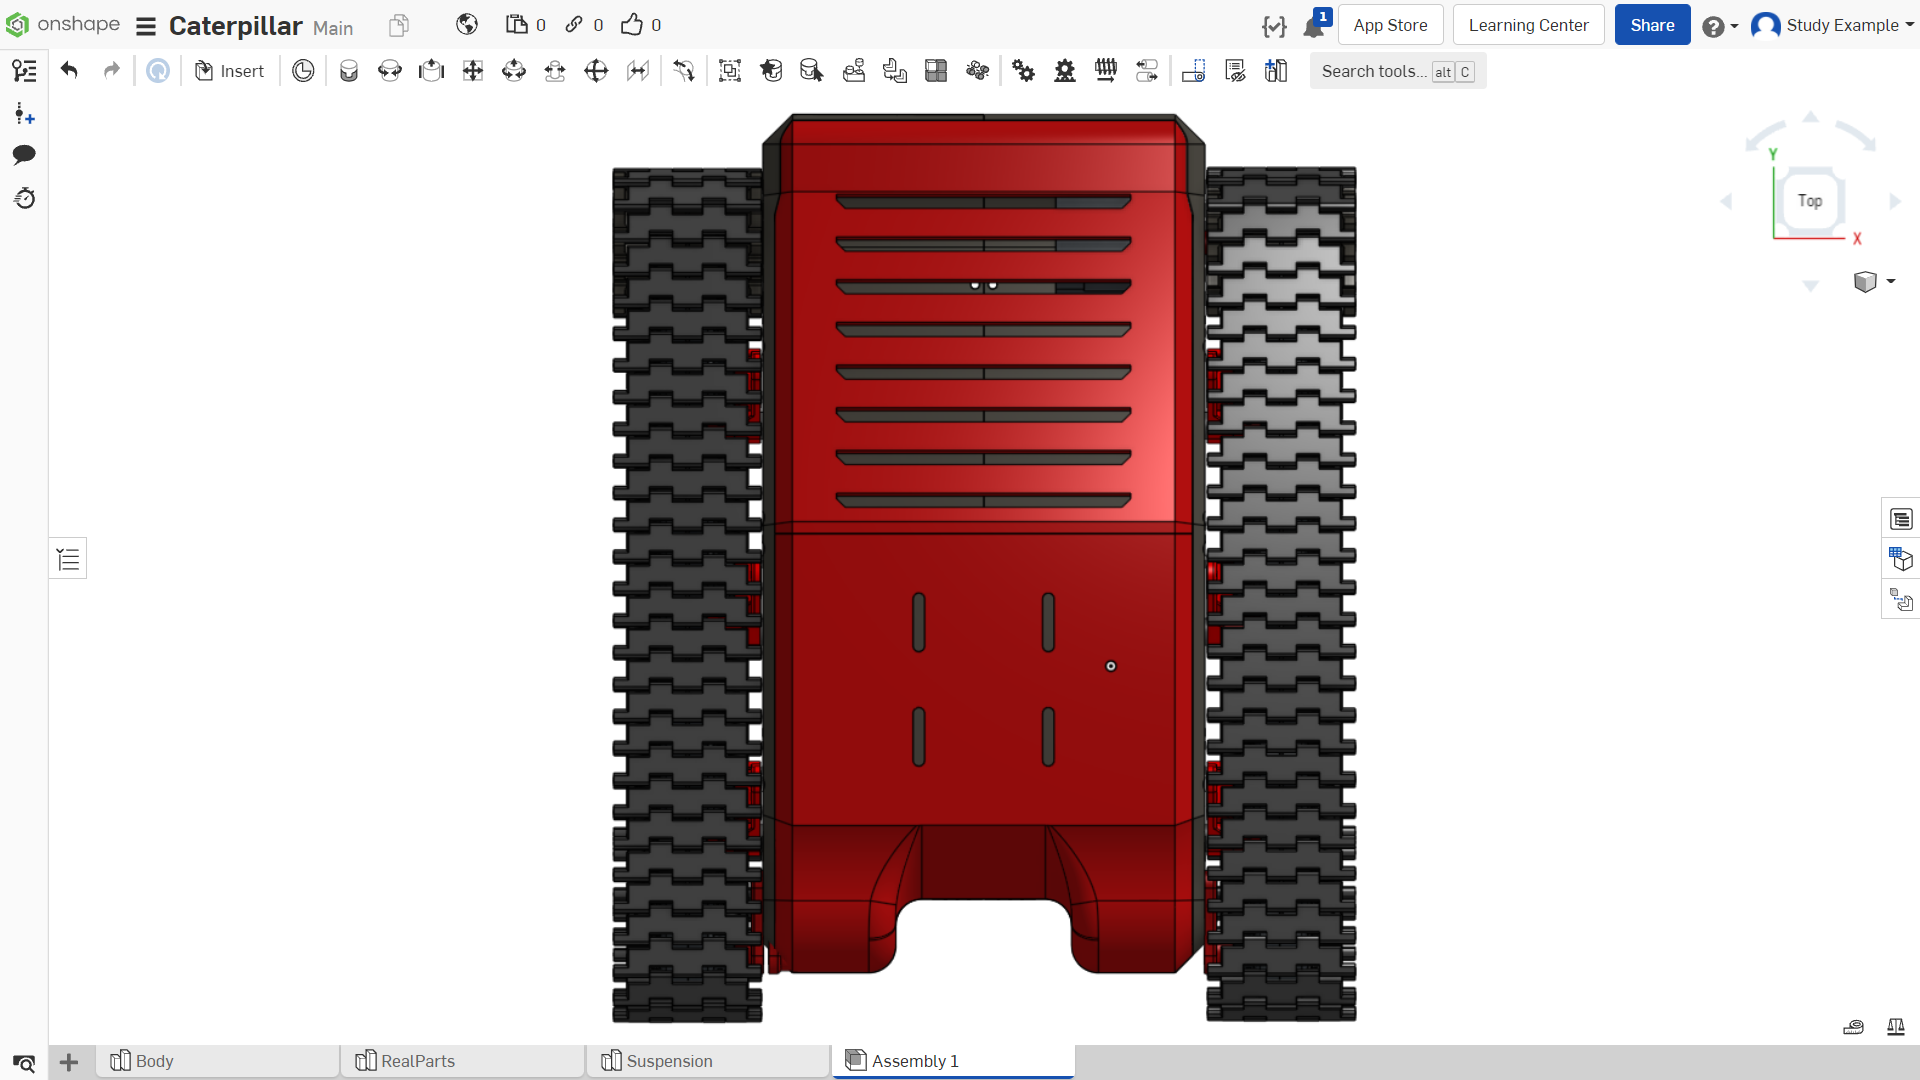 onshape Caterpillar Main 0 0 0 1 App Store Learning Center Share Study Example
Insert Search tools... alt C
Y
Top
X
Body RealParts Suspension Assembly 1